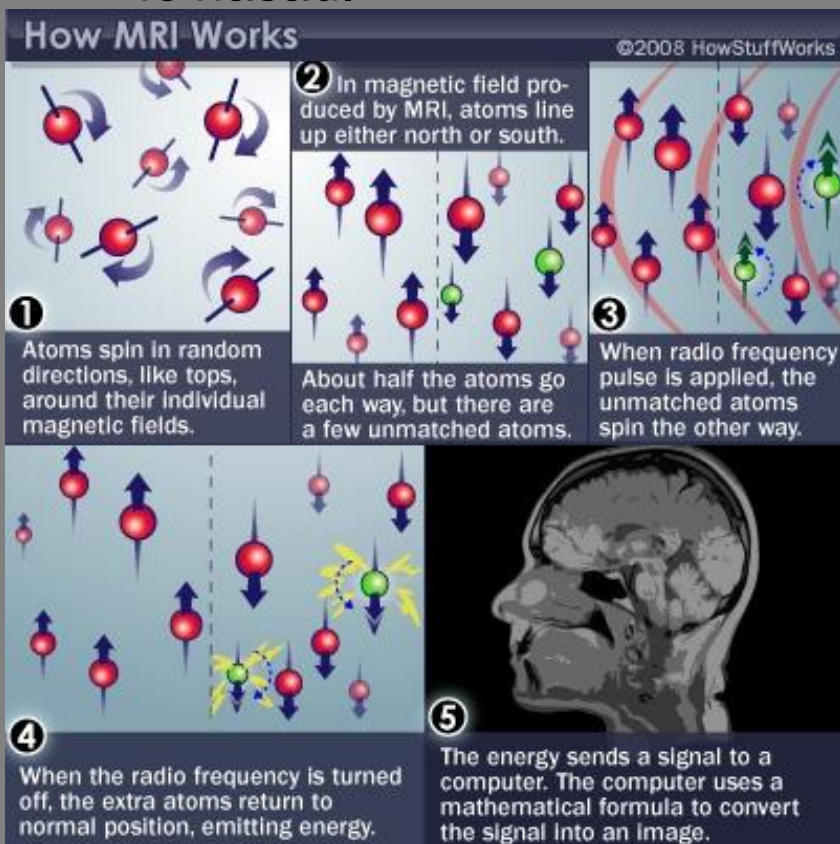 How MRI Works
©2008 HowStuffWorks
1
Atoms spin in random
directions, like tops,
around their individual
magnetic fields.
2 In magnetic field pro-
duced by MRI, atoms line
up either north or south.
About half the atoms go
each way, but there are
a few unmatched atoms.
3
When radio frequency
pulse is applied, the
unmatched atoms
spin the other way.
4
When the radio frequency is turned
off, the extra atoms return to
normal position, emitting energy.
5
The energy sends a signal to a
computer. The computer uses a
mathematical formula to convert
the signal into an image.